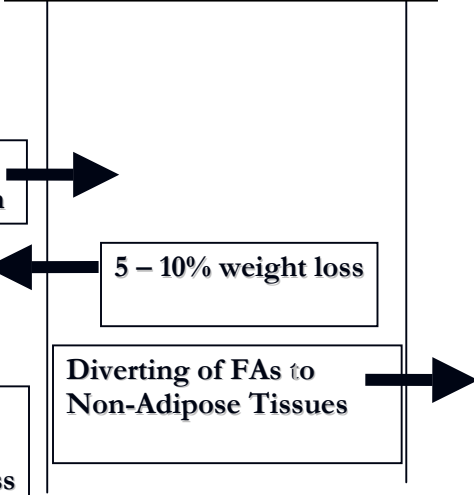 5 – 10% weight loss
Diverting of FAs to
Non-Adipose Tissues